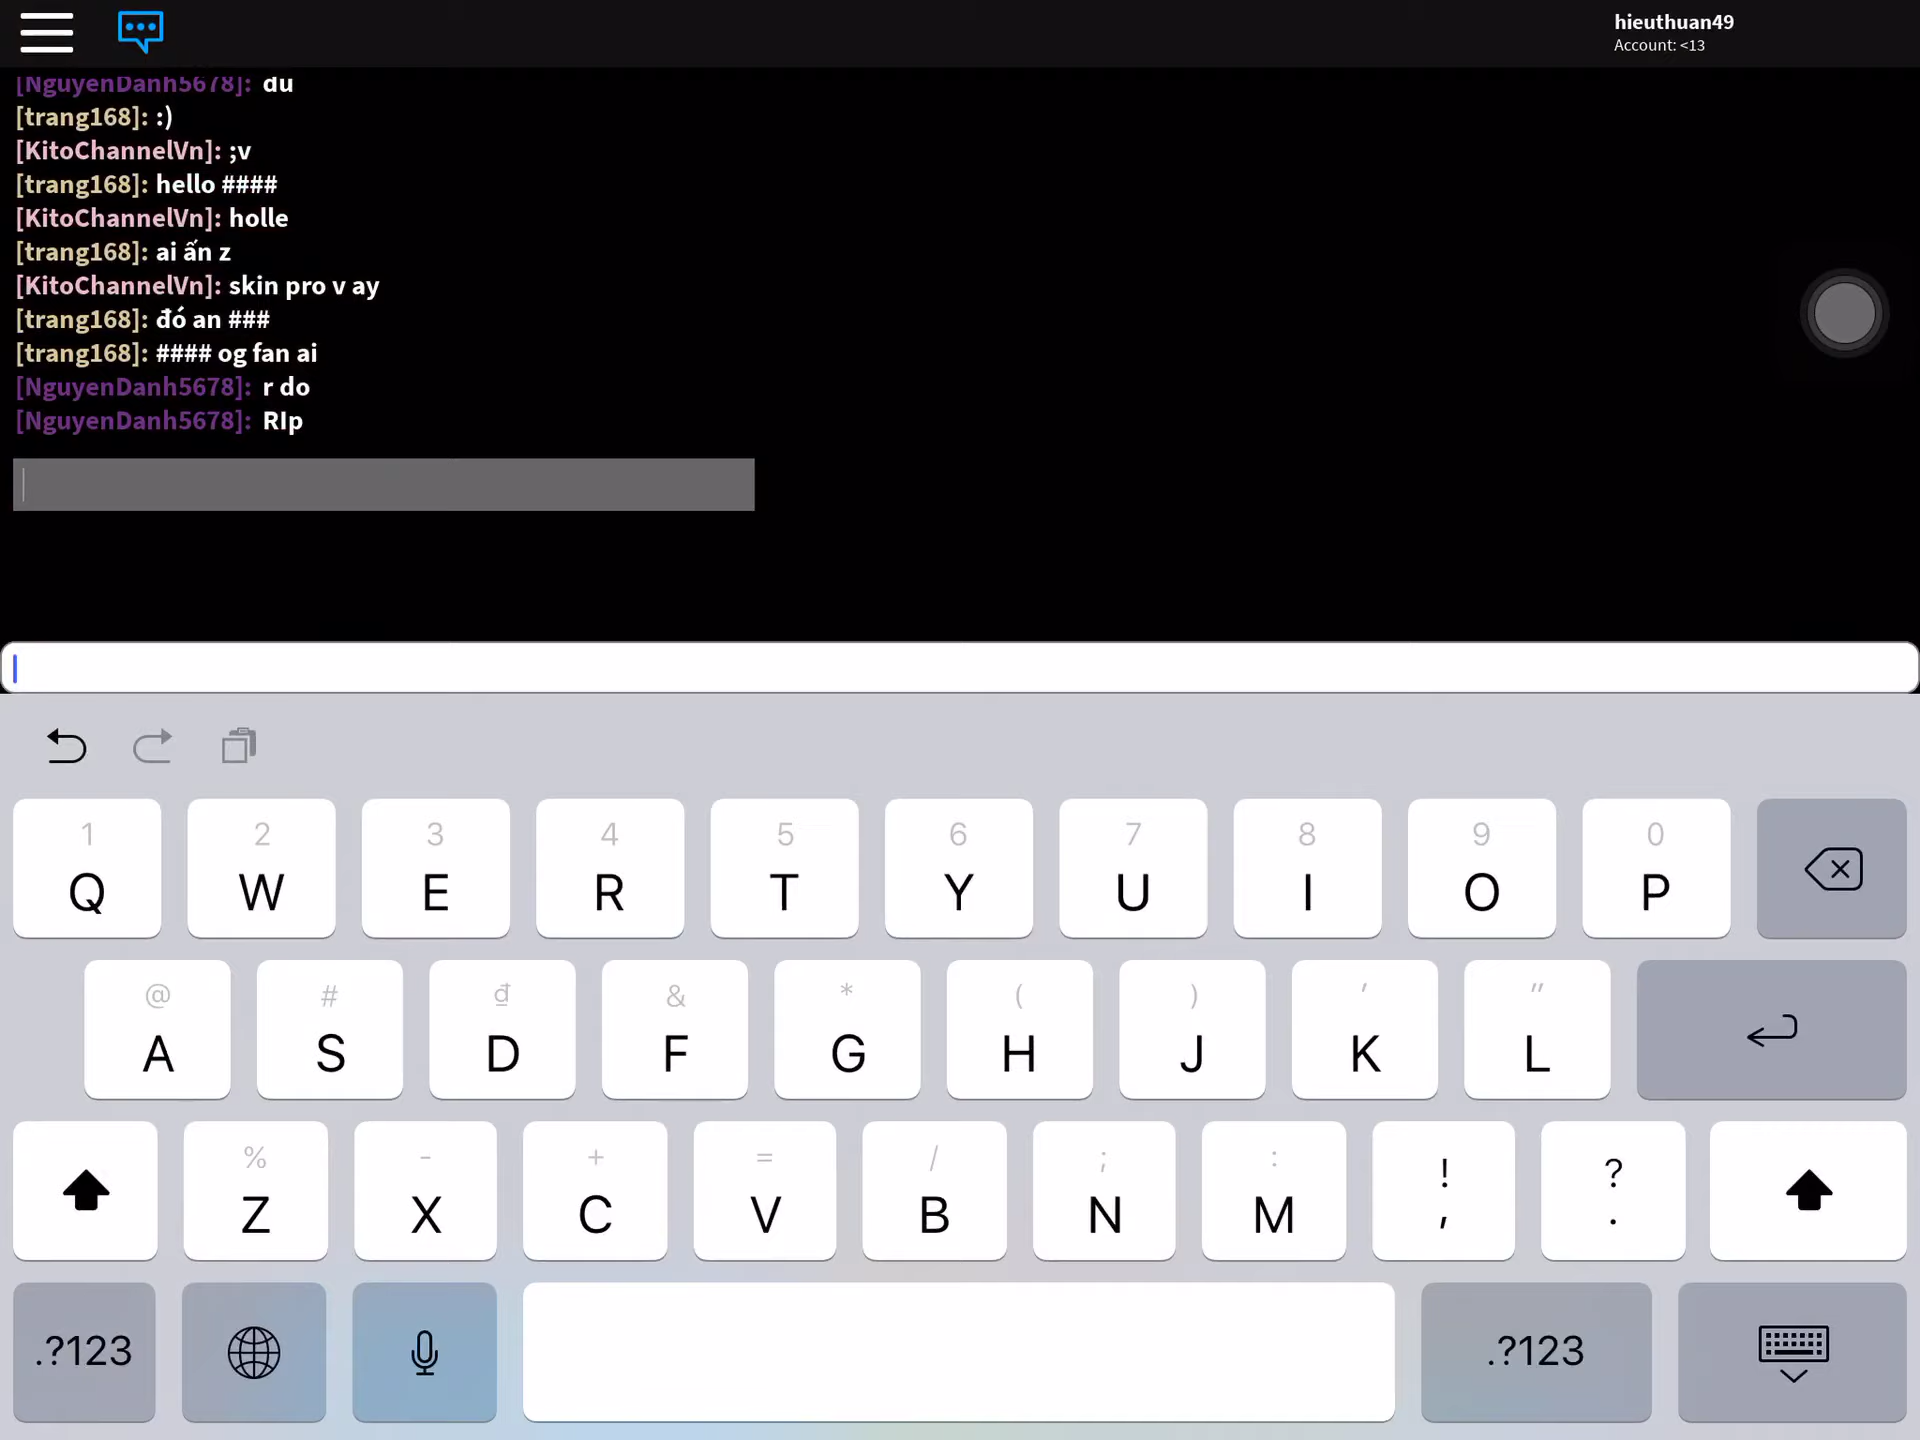 hieuthuan49
Account: <13
[NguyenDanh5678]: du
[trang168]: :)
[KitoChannelVn]: ;v
[trang168]: hello ####
[KitoChannelVn]: holle
[trang168]: ai ấn z
[KitoChannelVn]: skin pro v ay
[trang168]: đó an ###
[trang168]: #### og fan ai
[NguyenDanh5678]: r do
[NguyenDanh5678]: RIp
1 2 3 4 5 6 7 8 9 0
Q W E R T Y U I O P
@ # ₫ & * ( ) ' "
A S D F G H J K L
% - + = / ; : ! ?
Z X C V B N M , .
.?123 .?123